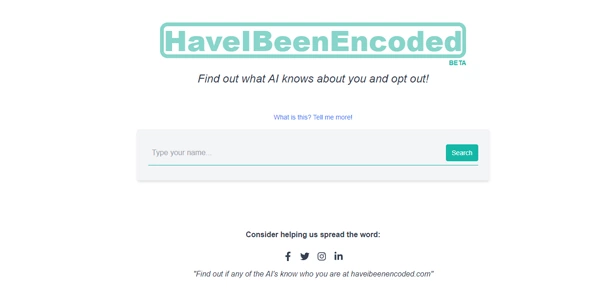 HaveIBeenEncoded
BETA
Find out what AI knows about you and opt out!
What is this? Tell me more!
Type your name...
Search
Consider helping us spread the word:
"Find out if any of the AI's know who you are at haveibeenencoded.com"